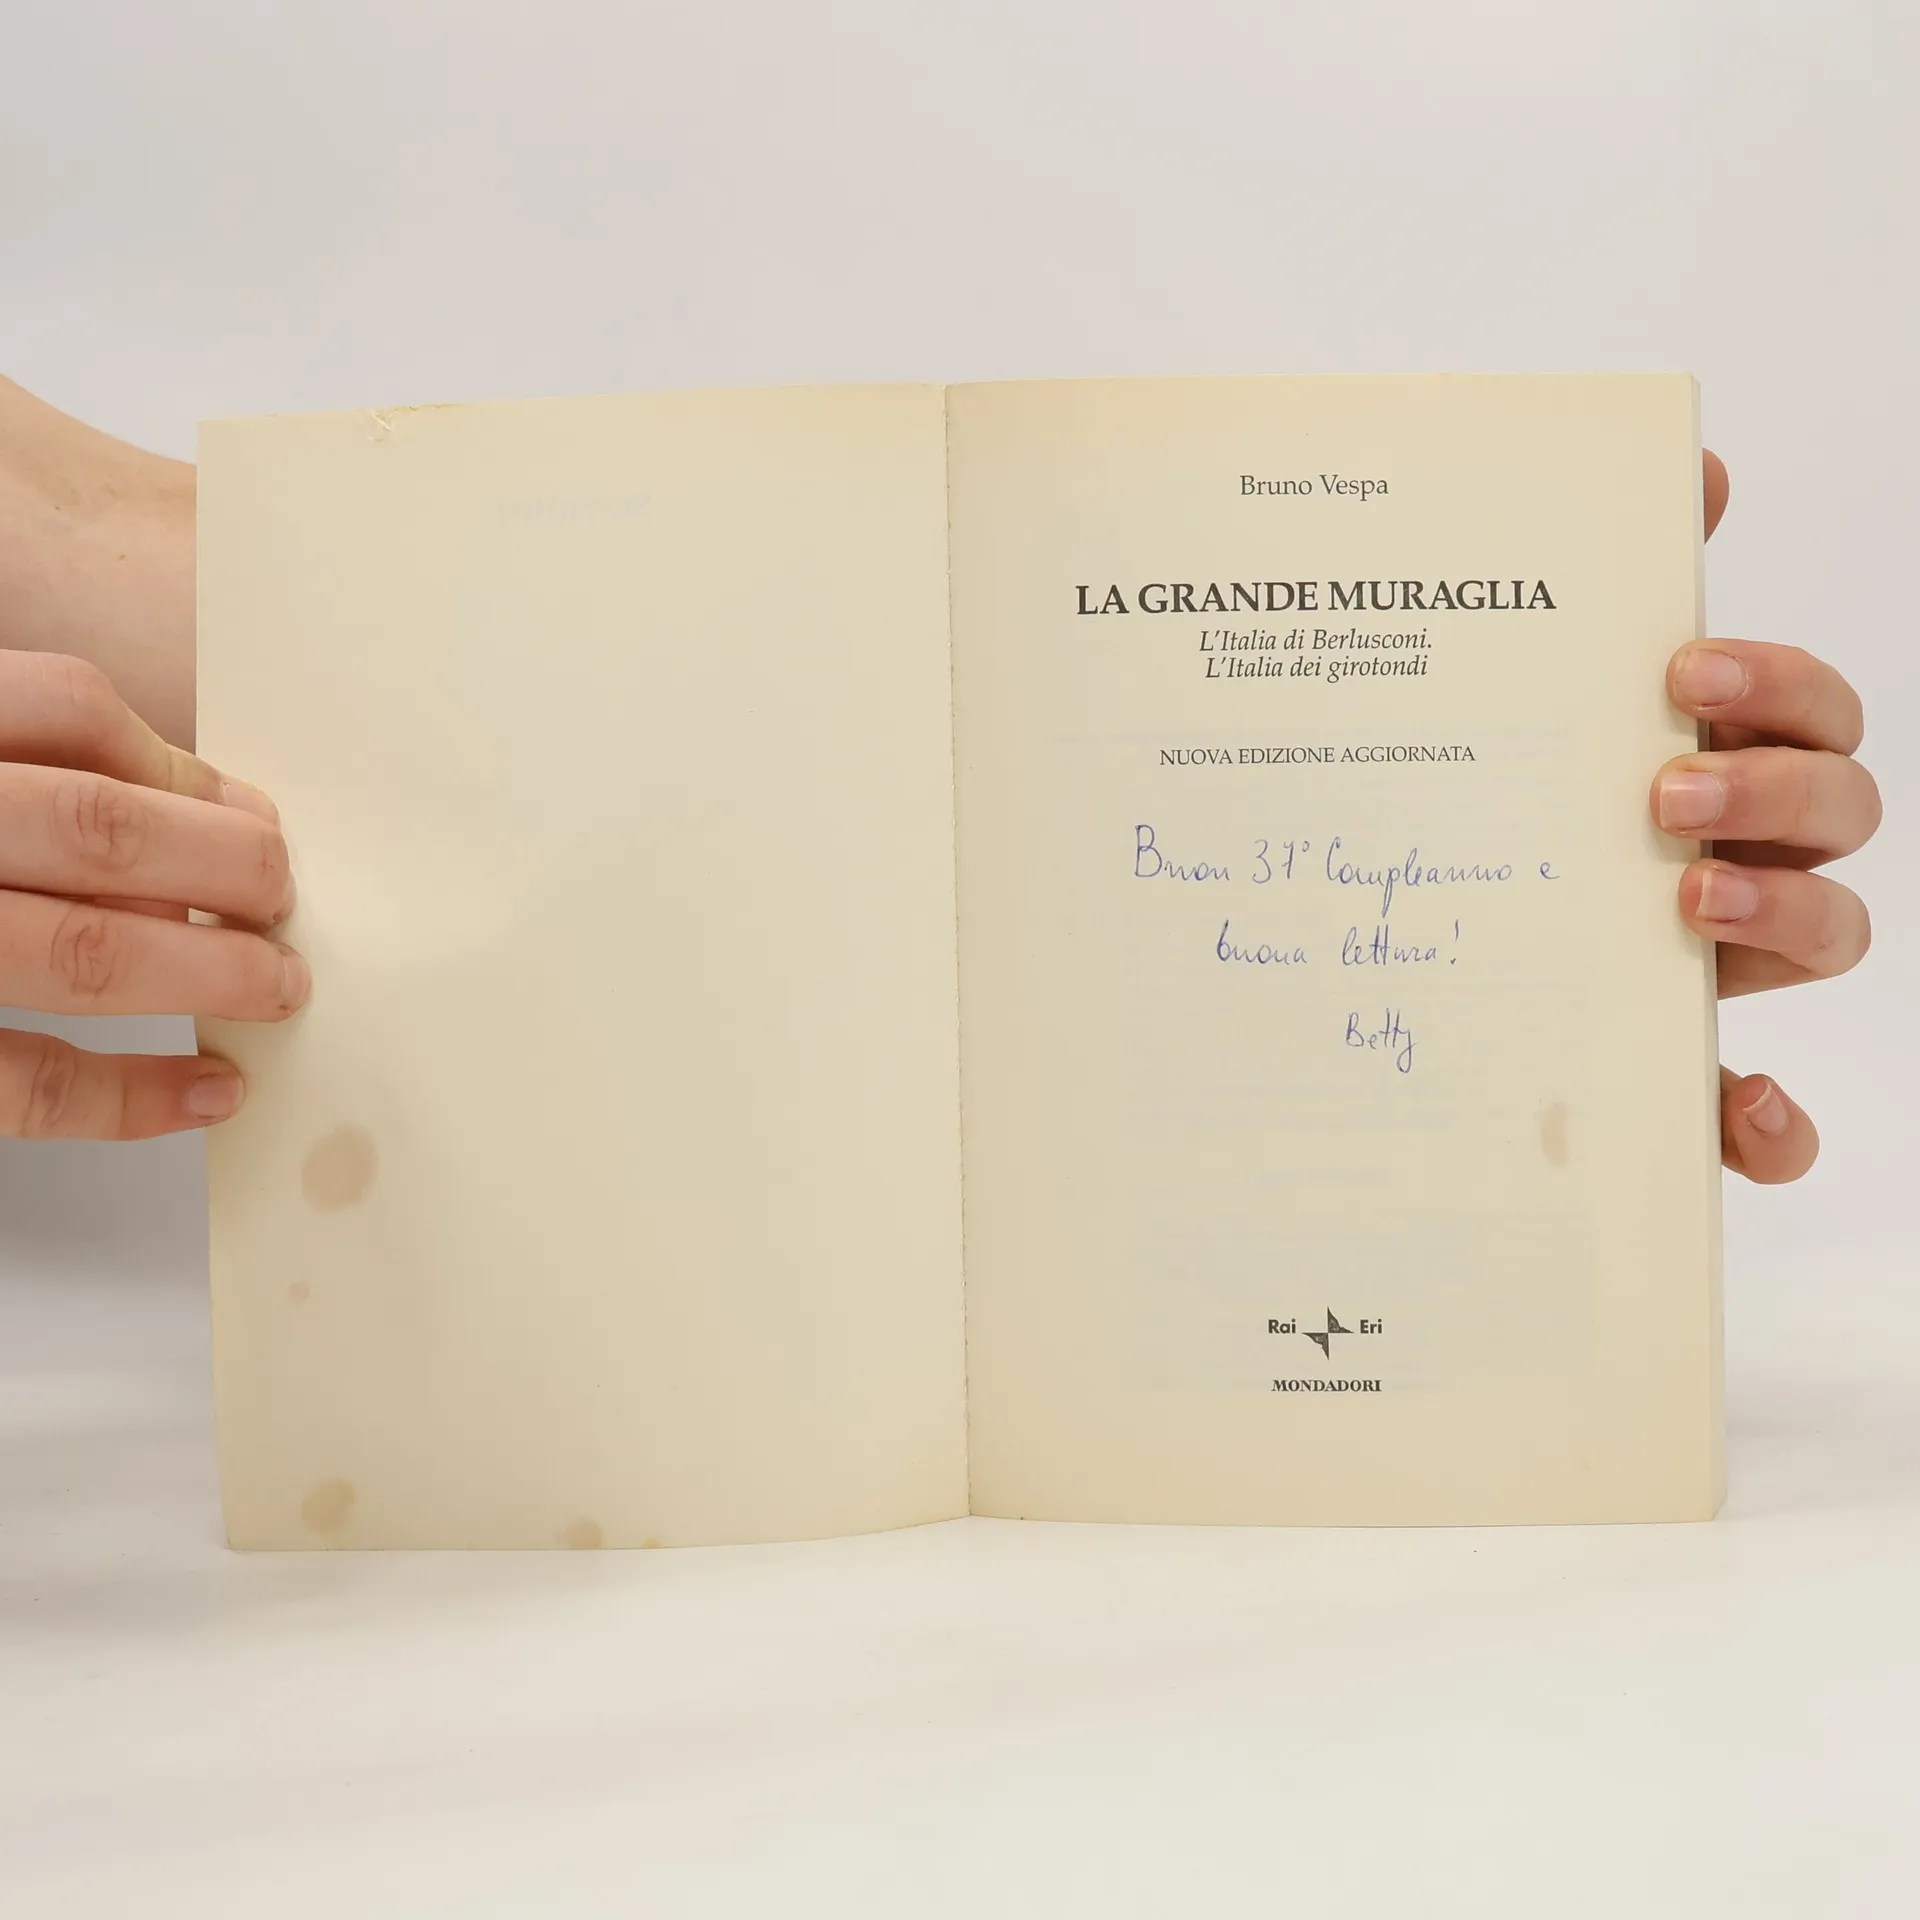 Bruno Vespa
LA GRANDE MURAGLIA
L'Italia di Berlusconi.
L'Italia dei girotondi
NUOVA EDIZIONE AGGIORNATA
Buon 37° Compleanno e
buona lettura!
Betty
Rai Eri
MONDADORI